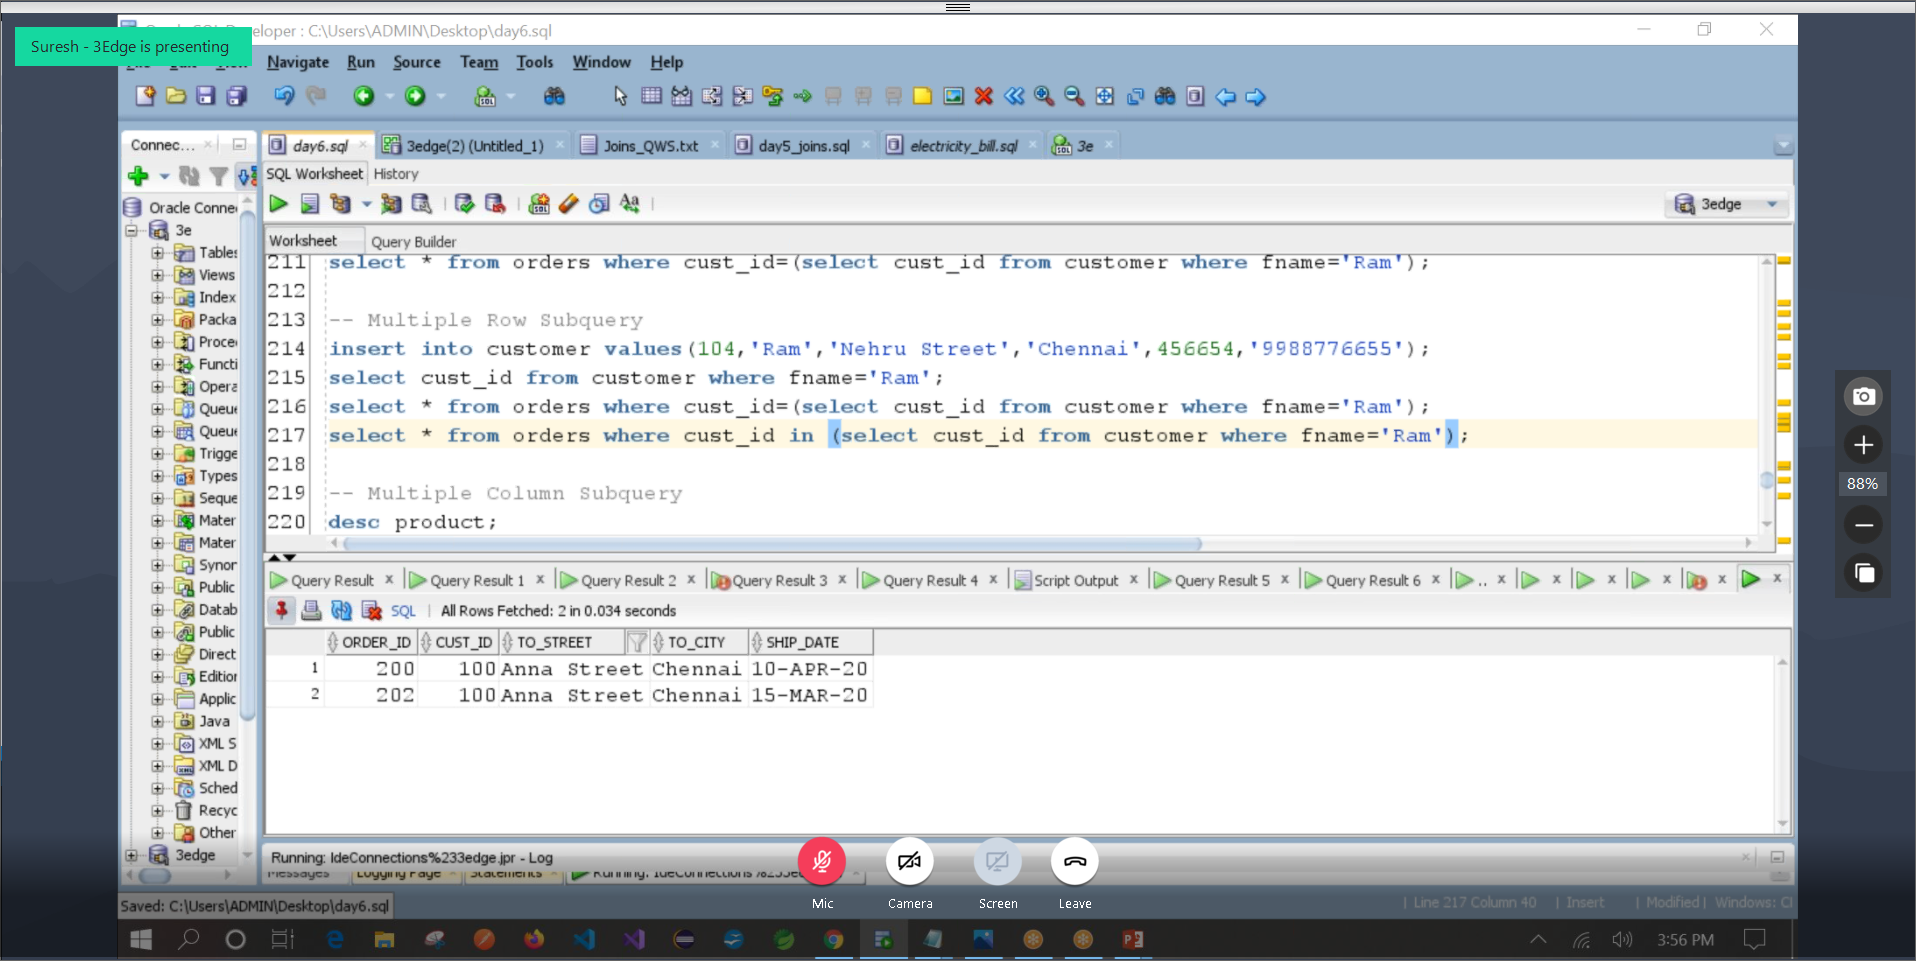 Suresh - 3Edge is presenting
eloper : C:\Users\ADMIN\Desktop\day6.sql
Navigate Run Source Team Tools Window Help
Connec...
day6.sql
3edge(2) (Untitled_1)
Joins_QWS.txt
day5_joins.sql
electricity_bill.sql
3e
SQL Worksheet History
3edge
Worksheet Query Builder
Oracle Conne
3e
Tables
Views
Index
Packa
Proce
Functi
Opera
Queue
Queue
Trigge
Types
Seque
Mater
Mater
Synor
Public
Datab
Public
Direct
Edition
Applic
Java
XML S
XML D
Sched
Recyc
Other
3edge
211 select * from orders where cust_id=(select cust_id from customer where fname='Ram');
212
213 -- Multiple Row Subquery
214 insert into customer values(104,'Ram','Nehru Street','Chennai',456654,'9988776655');
215 select cust_id from customer where fname='Ram';
216 select * from orders where cust_id=(select cust_id from customer where fname='Ram');
217 select * from orders where cust_id in (select cust_id from customer where fname='Ram');
218
219 -- Multiple Column Subquery
220 desc product;
Query Result Query Result 1 Query Result 2 Query Result 3 Query Result 4 Script Output Query Result 5 Query Result 6 ..
SQL All Rows Fetched: 2 in 0.034 seconds
ORDER_ID CUST_ID TO_STREET TO_CITY SHIP_DATE
1 200 100 Anna Street Chennai 10-APR-20
2 202 100 Anna Street Chennai 15-MAR-20
88%
Running: IdeConnections%233edge.jpr - Log
Messages Logging Page Statements Running: IdeConnections%233e
Mic Camera Screen Leave
Saved: C:\Users\ADMIN\Desktop\day6.sql
Line 217 Column 40 Insert Modified Windows: C
3:56 PM